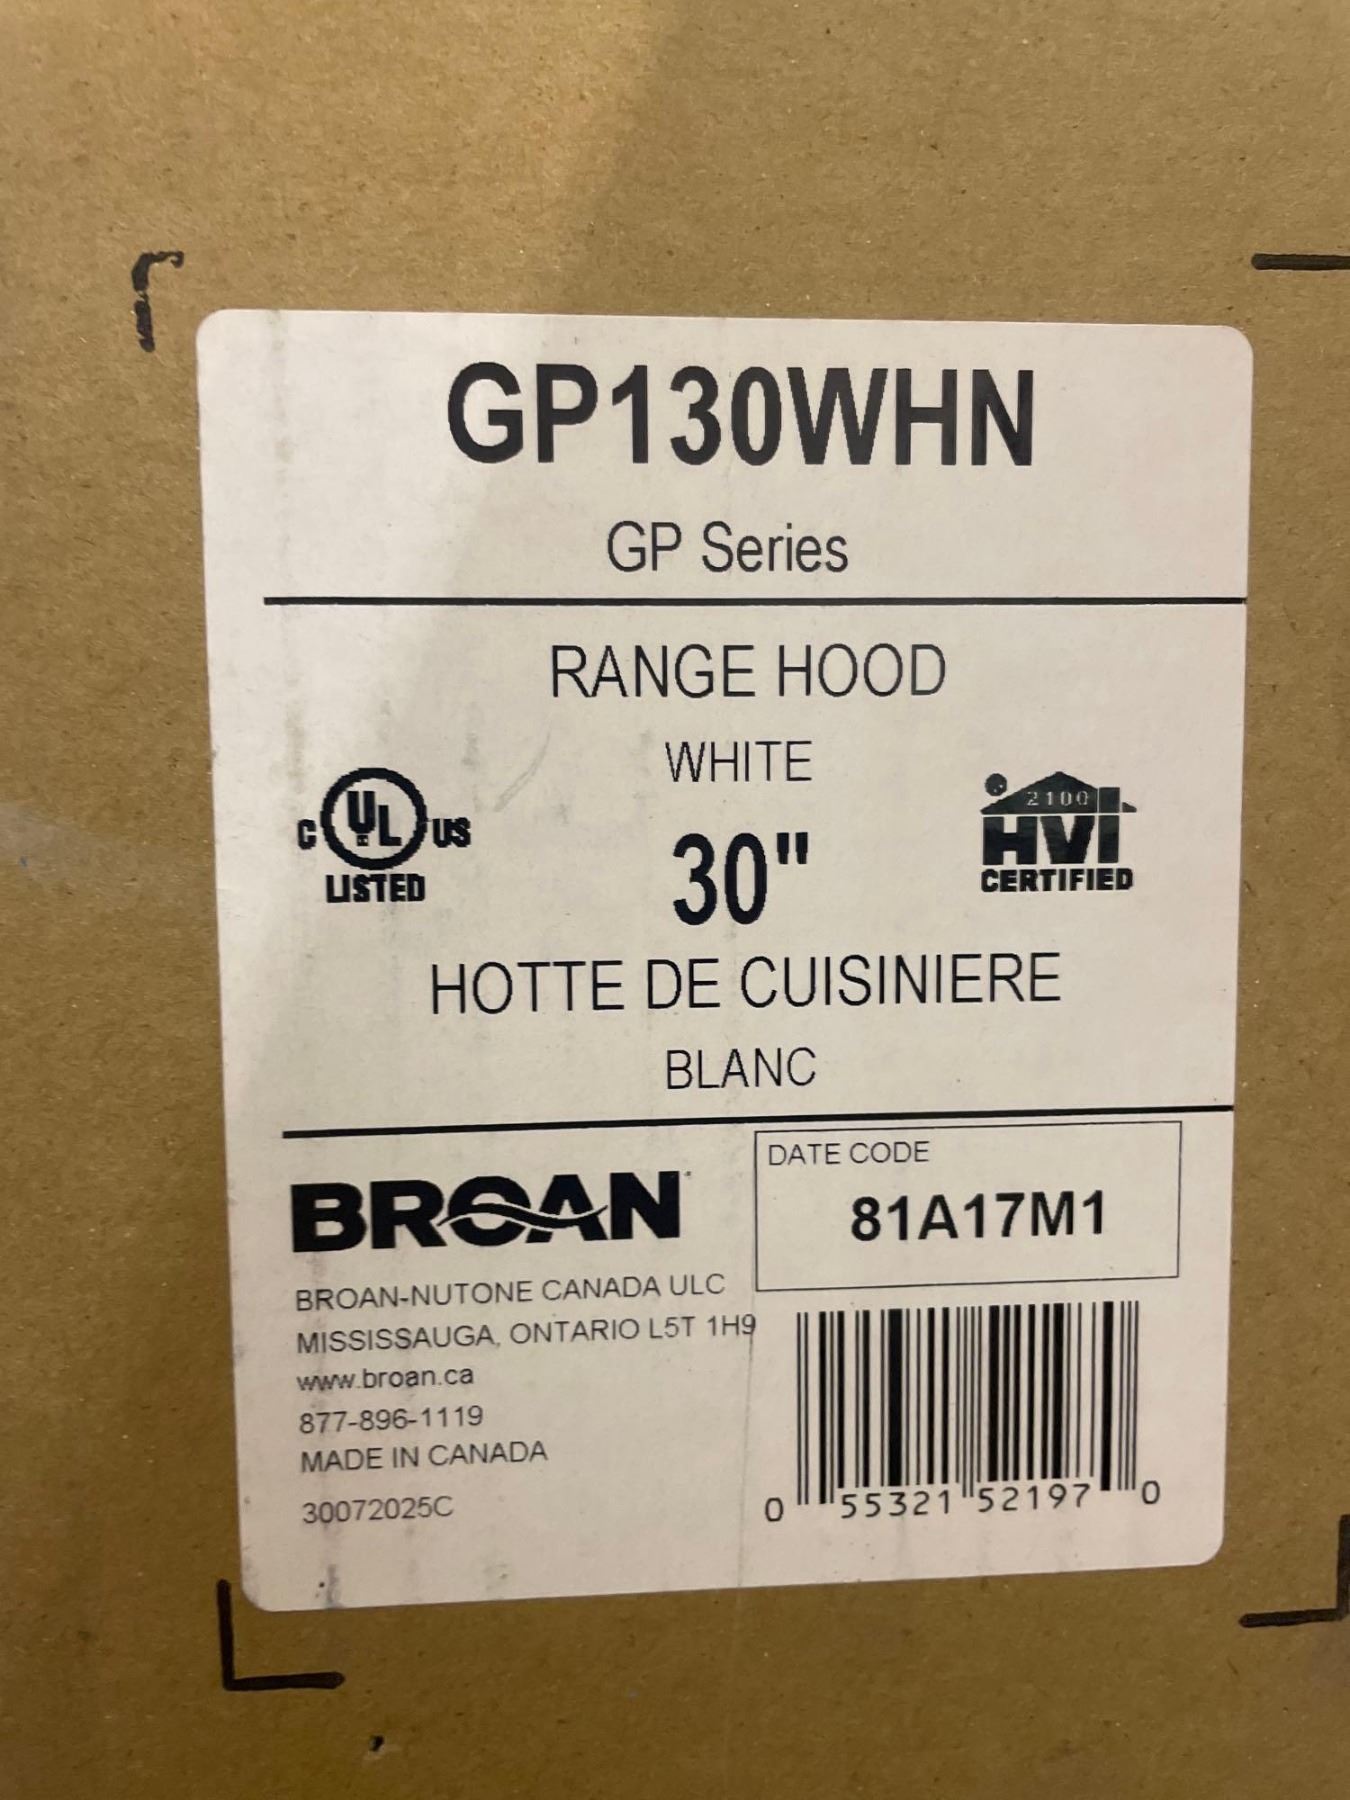 GP130WHN
GP Series
RANGE HOOD
WHITE
30"
C UL US
LISTED
2100
HVI
CERTIFIED
HOTTE DE CUISINIERE
BLANC
BROAN
BROAN-NUTONE CANADA ULC
MISSISSAUGA, ONTARIO L5T 1H9
www.broan.ca
877-896-1119
MADE IN CANADA
30072025C
DATE CODE
81A17M1
0 55321 52197 0